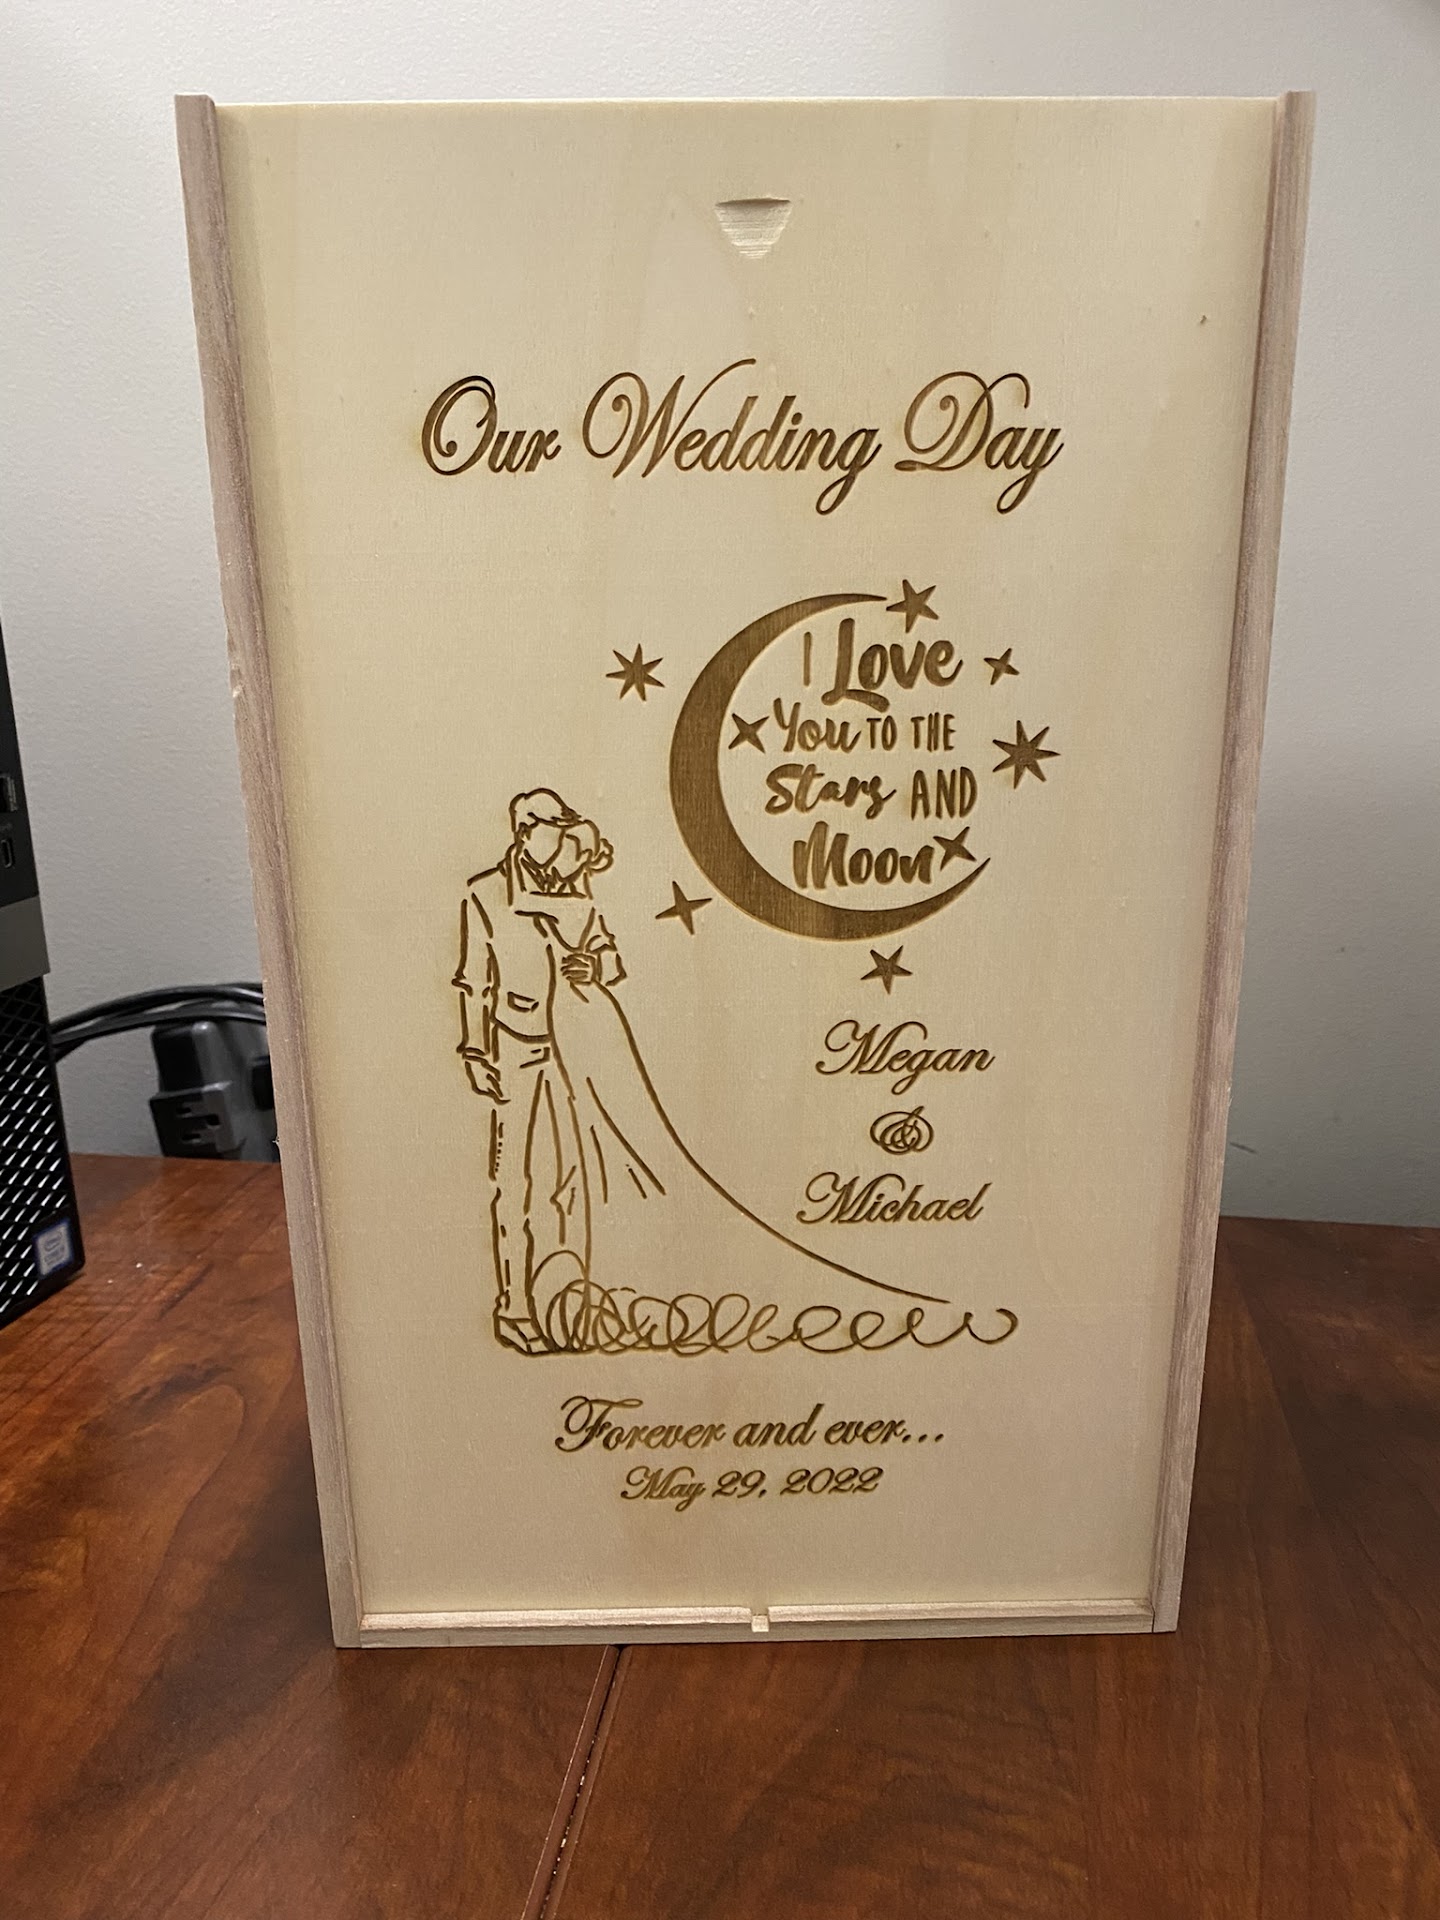 Our Wedding Day
I Love
You TO THE
Stars AND
Moon
Megan
&
Michael
Forever and ever...
May 29, 2022